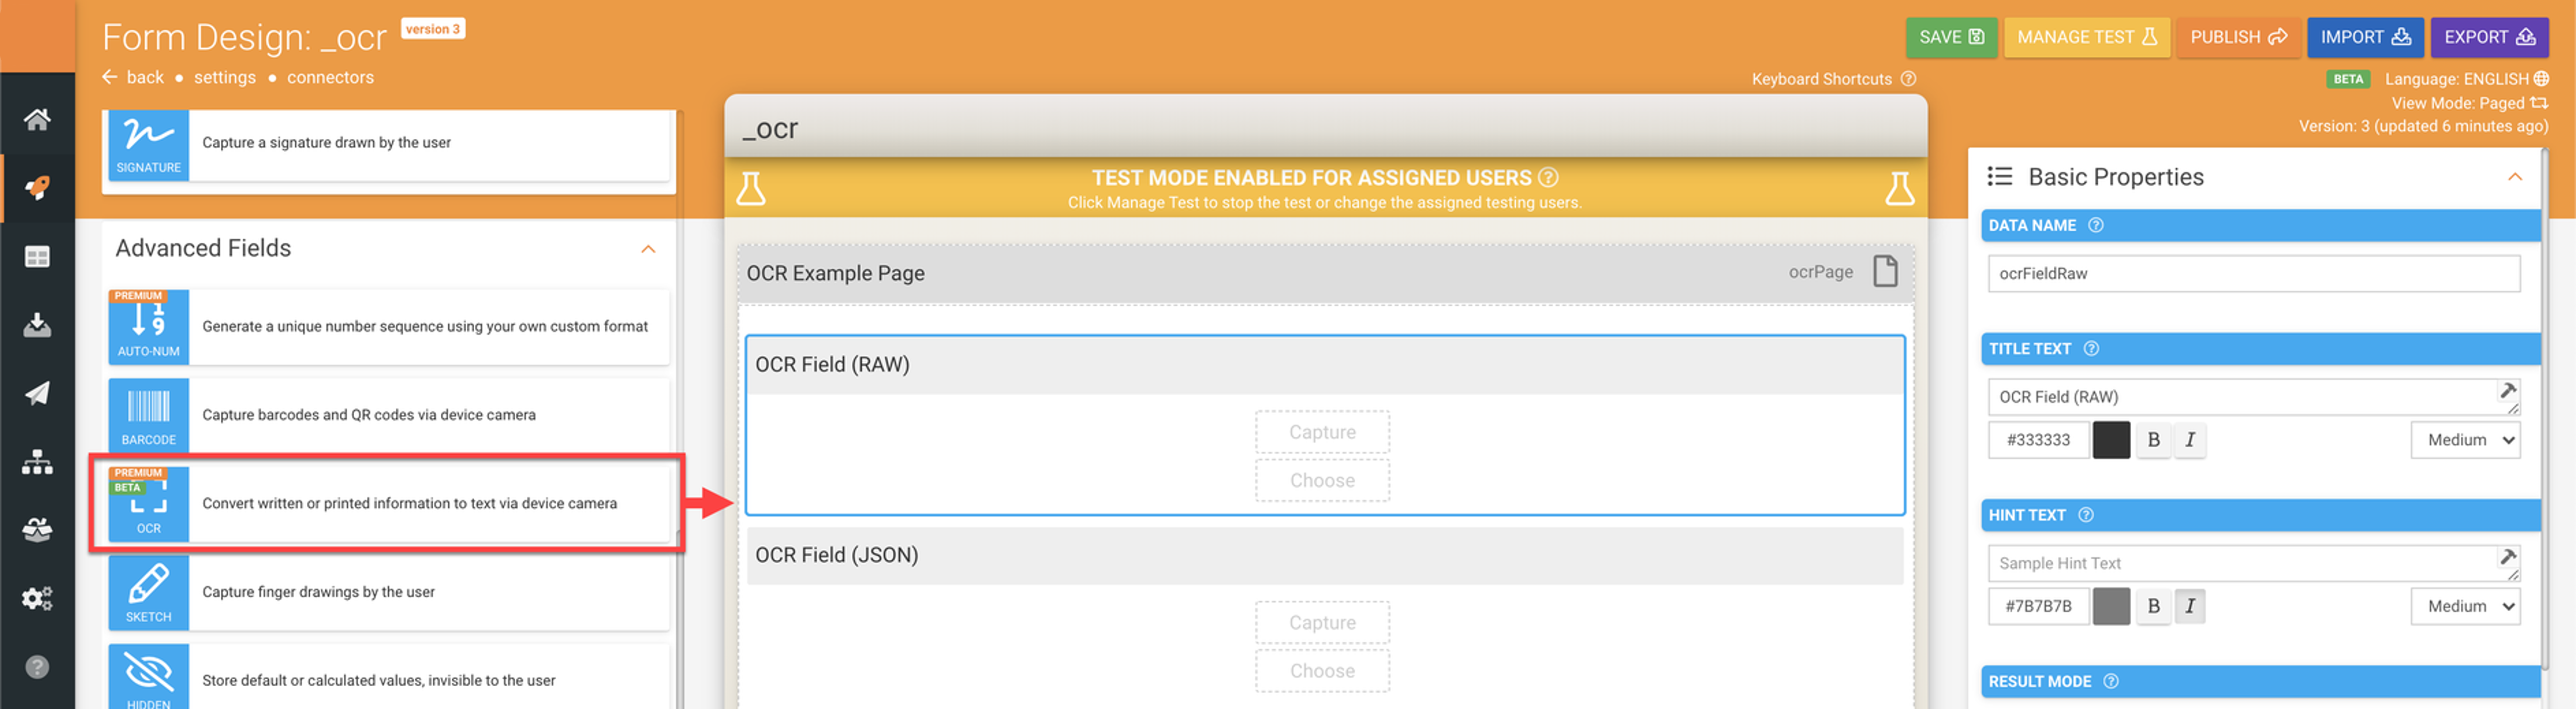 Form Design: _ocr version 3
back • settings • connectors
SAVE MANAGE TEST PUBLISH IMPORT EXPORT
Keyboard Shortcuts
BETA Language: ENGLISH
View Mode: Paged
Version: 3 (updated 6 minutes ago)
SIGNATURE
Capture a signature drawn by the user
Advanced Fields
PREMIUM
1
9
AUTO-NUM
Generate a unique number sequence using your own custom format
BARCODE
Capture barcodes and QR codes via device camera
PREMIUM
BETA
OCR
Convert written or printed information to text via device camera
SKETCH
Capture finger drawings by the user
HIDDEN
Store default or calculated values, invisible to the user
_ocr
TEST MODE ENABLED FOR ASSIGNED USERS
Click Manage Test to stop the test or change the assigned testing users.
OCR Example Page ocrPage
OCR Field (RAW)
Capture
Choose
OCR Field (JSON)
Capture
Choose
Basic Properties
DATA NAME
ocrFieldRaw
TITLE TEXT
OCR Field (RAW)
#333333 B I Medium
HINT TEXT
Sample Hint Text
#7B7B7B B I Medium
RESULT MODE